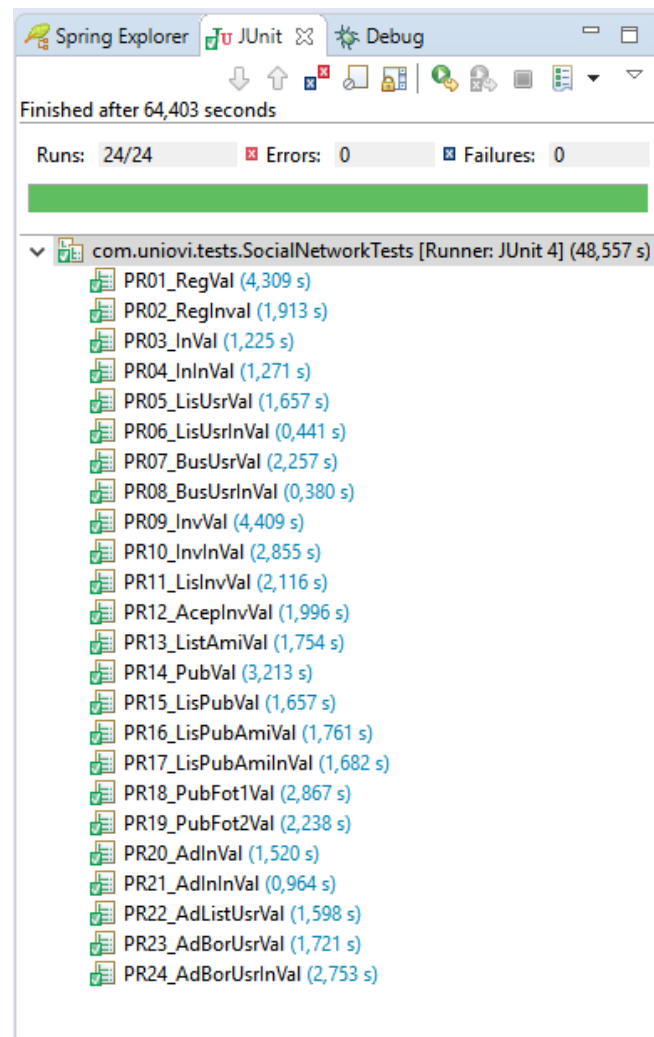 Spring Explorer JUnit Debug
Finished after 64,403 seconds
Runs: 24/24 Errors: 0 Failures: 0
com.uniovi.tests.SocialNetworkTests [Runner: JUnit 4] (48,557 s)
PR01_RegVal (4,309 s)
PR02_RegInval (1,913 s)
PR03_InVal (1,225 s)
PR04_InInVal (1,271 s)
PR05_LisUsrVal (1,657 s)
PR06_LisUsrInVal (0,441 s)
PR07_BusUsrVal (2,257 s)
PR08_BusUsrInVal (0,380 s)
PR09_InvVal (4,409 s)
PR10_InvInVal (2,855 s)
PR11_LisInvVal (2,116 s)
PR12_AcepInvVal (1,996 s)
PR13_ListAmiVal (1,754 s)
PR14_PubVal (3,213 s)
PR15_LisPubVal (1,657 s)
PR16_LisPubAmiVal (1,761 s)
PR17_LisPubAmiInVal (1,682 s)
PR18_PubFot1Val (2,867 s)
PR19_PubFot2Val (2,238 s)
PR20_AdInVal (1,520 s)
PR21_AdInInVal (0,964 s)
PR22_AdListUsrVal (1,598 s)
PR23_AdBorUsrVal (1,721 s)
PR24_AdBorUsrInVal (2,753 s)